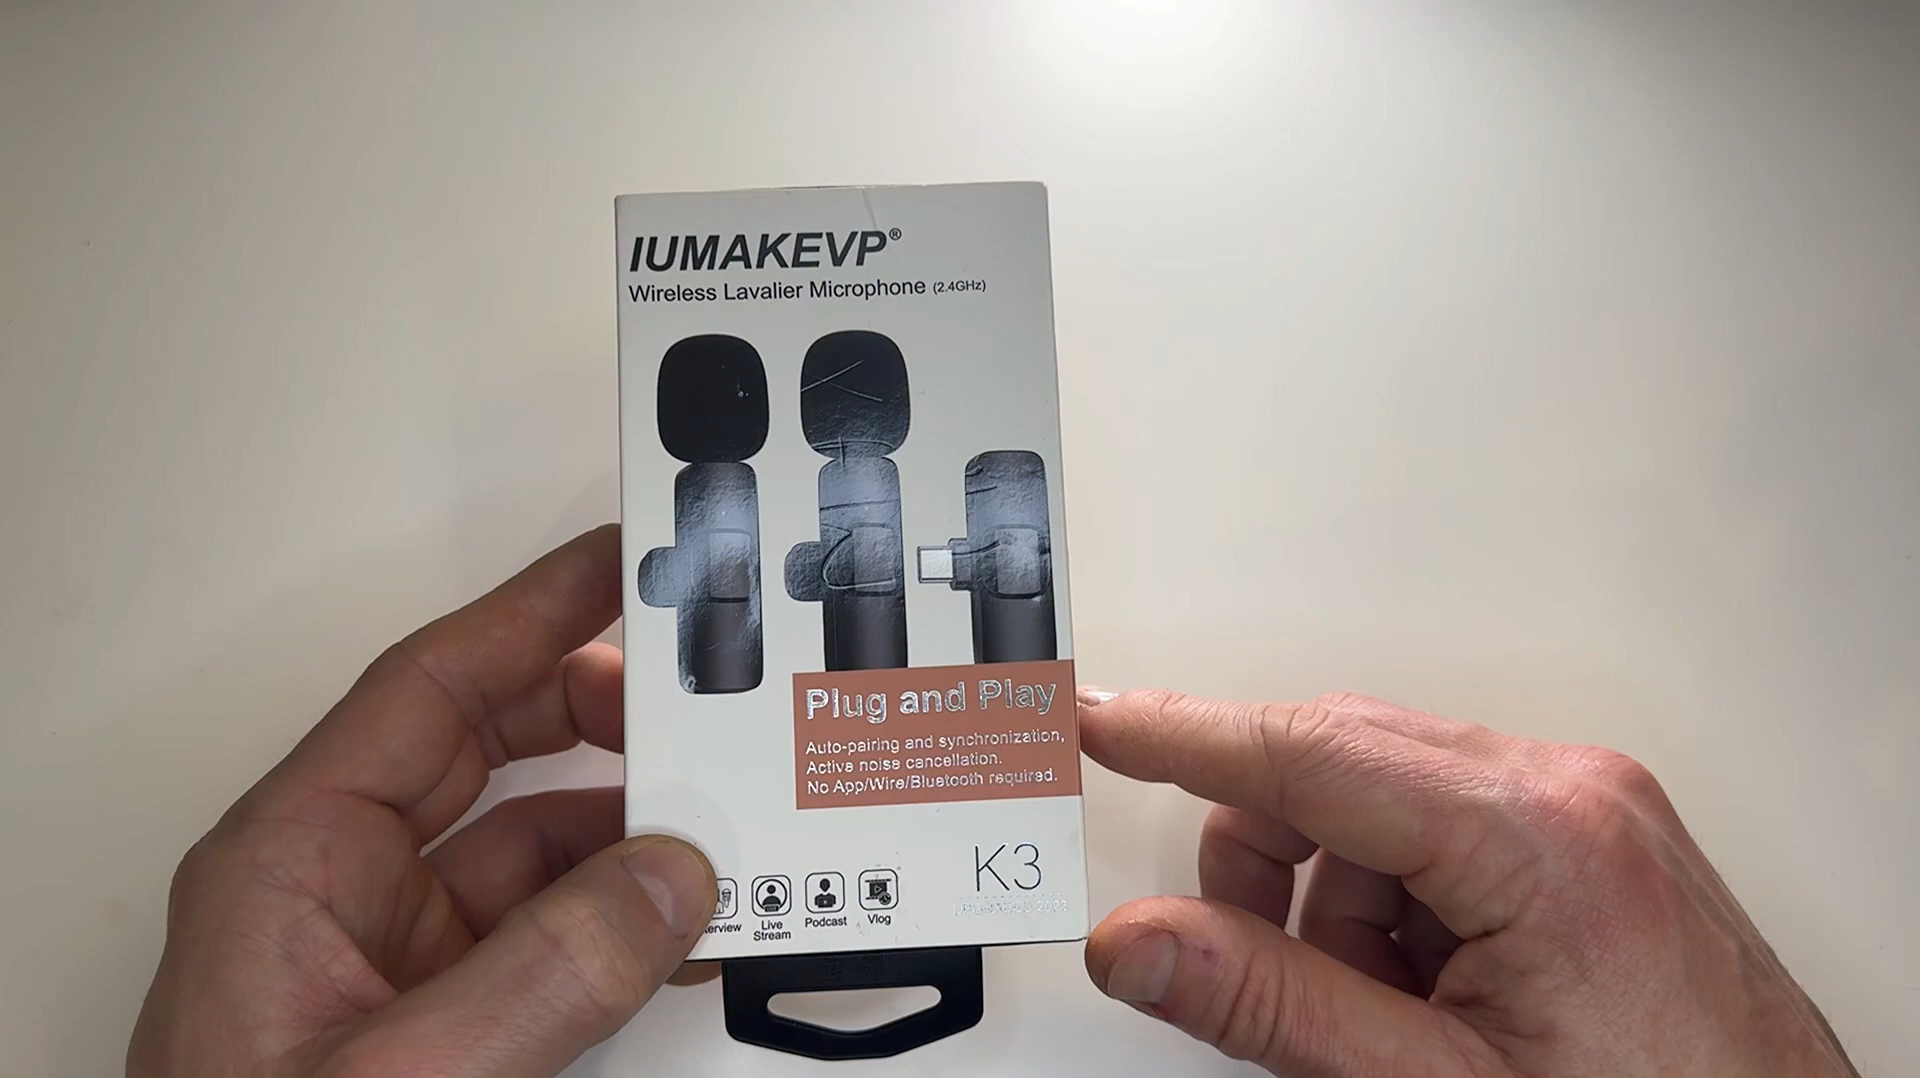 IUMAKEVP®
Wireless Lavalier Microphone (2.4GHz)
Plug and Play
Auto-pairing and synchronization,
Active noise cancellation.
No App/Wire/Bluetooth required.
K3
erview
Live
Stream
Podcast
Vlog